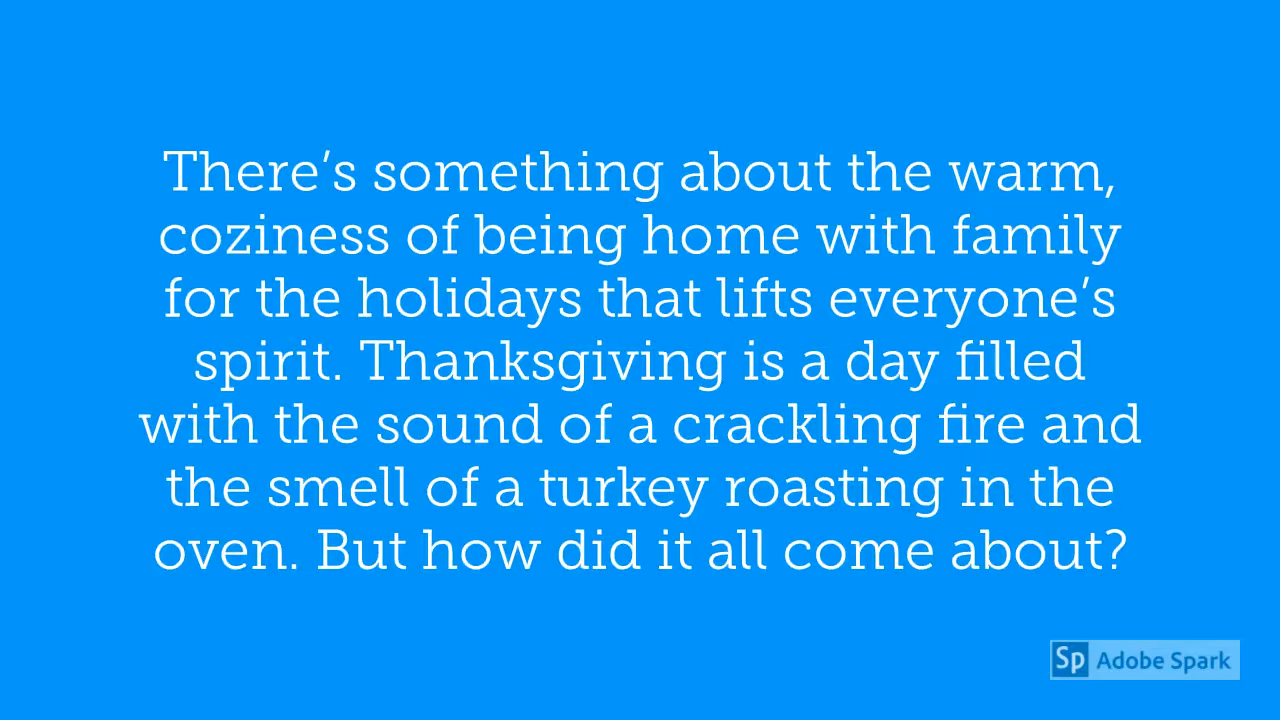 There’s something about the warm,
coziness of being home with family
for the holidays that lifts everyone’s
spirit. Thanksgiving is a day filled
with the sound of a crackling fire and
the smell of a turkey roasting in the
oven. But how did it all come about?
Sp Adobe Spark